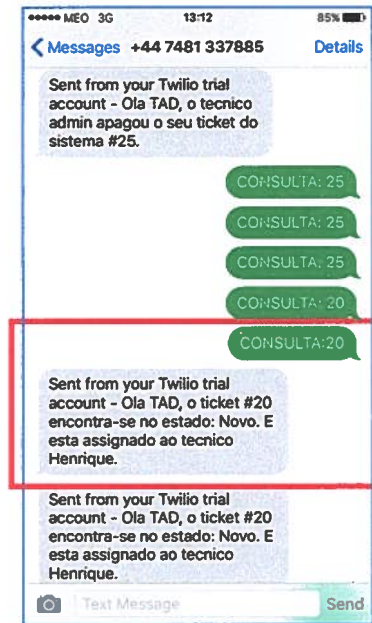 MEO 3G 13:12 85%
Messages +44 7481 337885 Details
Sent from your Twilio trial
account - Ola TAD, o tecnico
admin apagou o seu ticket do
sistema #25.
CONSULTA: 25
CONSULTA: 25
CONSULTA: 25
CONSULTA: 20
CONSULTA:20
Sent from your Twilio trial
account - Ola TAD, o ticket #20
encontra-se no estado: Novo. E
esta assignado ao tecnico
Henrique.
Sent from your Twilio trial
account - Ola TAD, o ticket #20
encontra-se no estado: Novo. E
esta assignado ao tecnico
Henrique.
Text Message Send